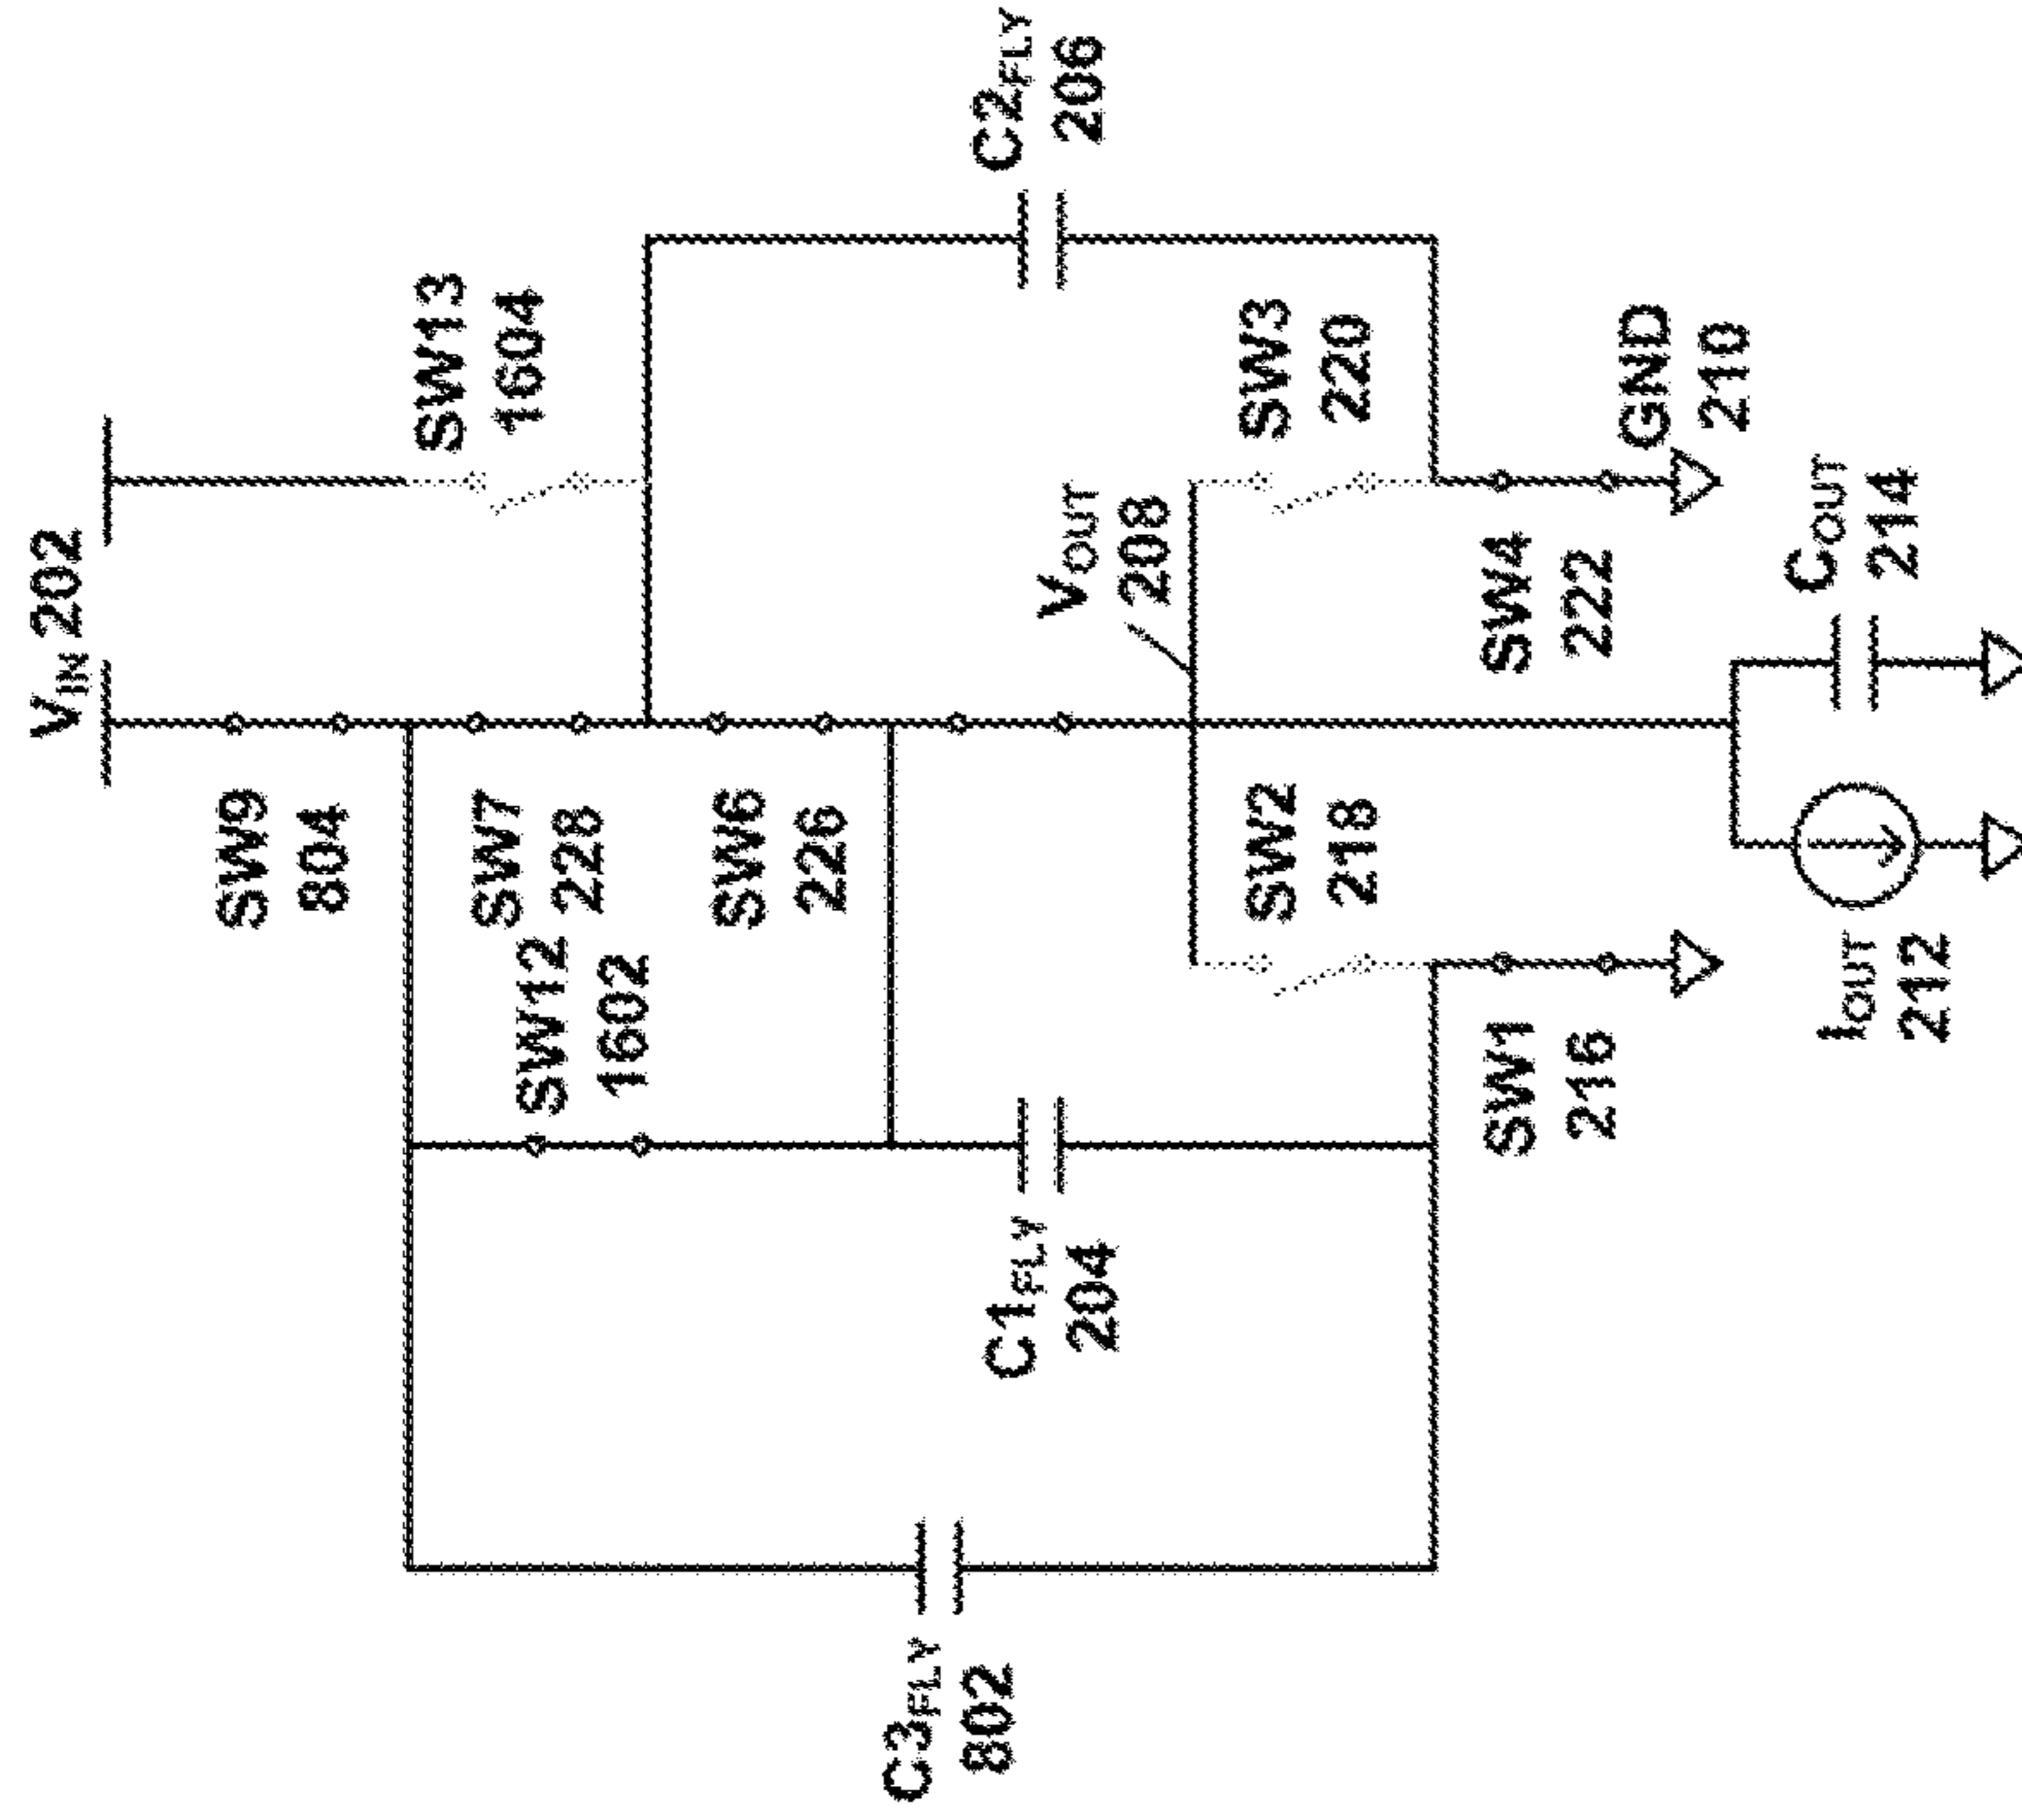 V_IN 202
SW9
804
SW13
1604
SW7
228
SW12
1602
SW6
226
C2_FLY
206
C1_FLY
204
C3_FLY
802
V_OUT
208
SW2
218
SW3
220
SW1
216
SW4
222
GND
210
I_OUT
212
C_OUT
214